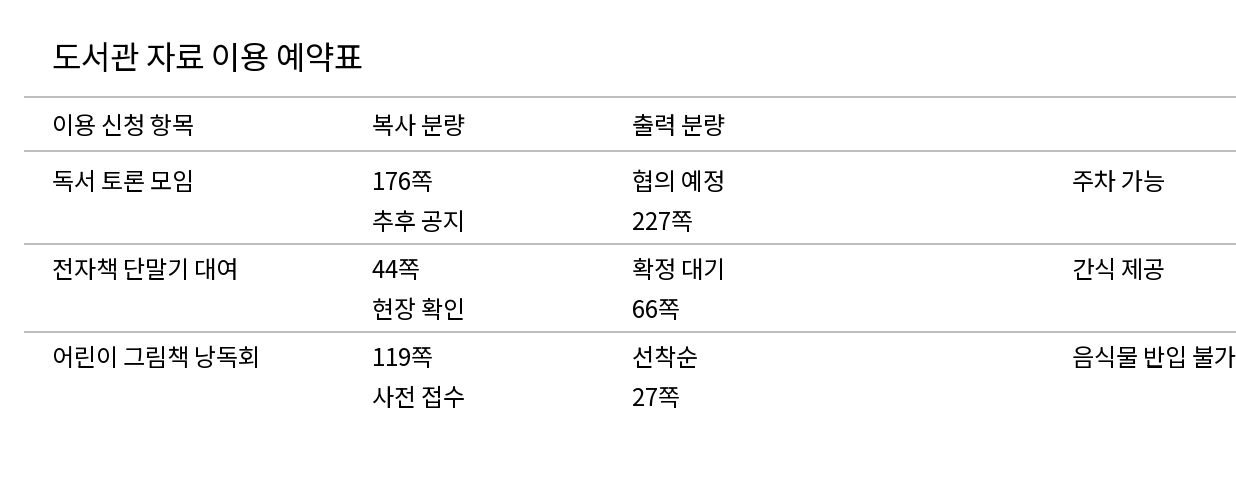 도서관 자료 이용 예약표
이용 신청 항목 복사 분량 출력 분량
독서 토론 모임 176쪽 협의 예정 주차 가능
추후 공지 227쪽
전자책 단말기 대여 44쪽 확정 대기 간식 제공
현장 확인 66쪽
어린이 그림책 낭독회 119쪽 선착순 음식물 반입 불가
사전 접수 27쪽